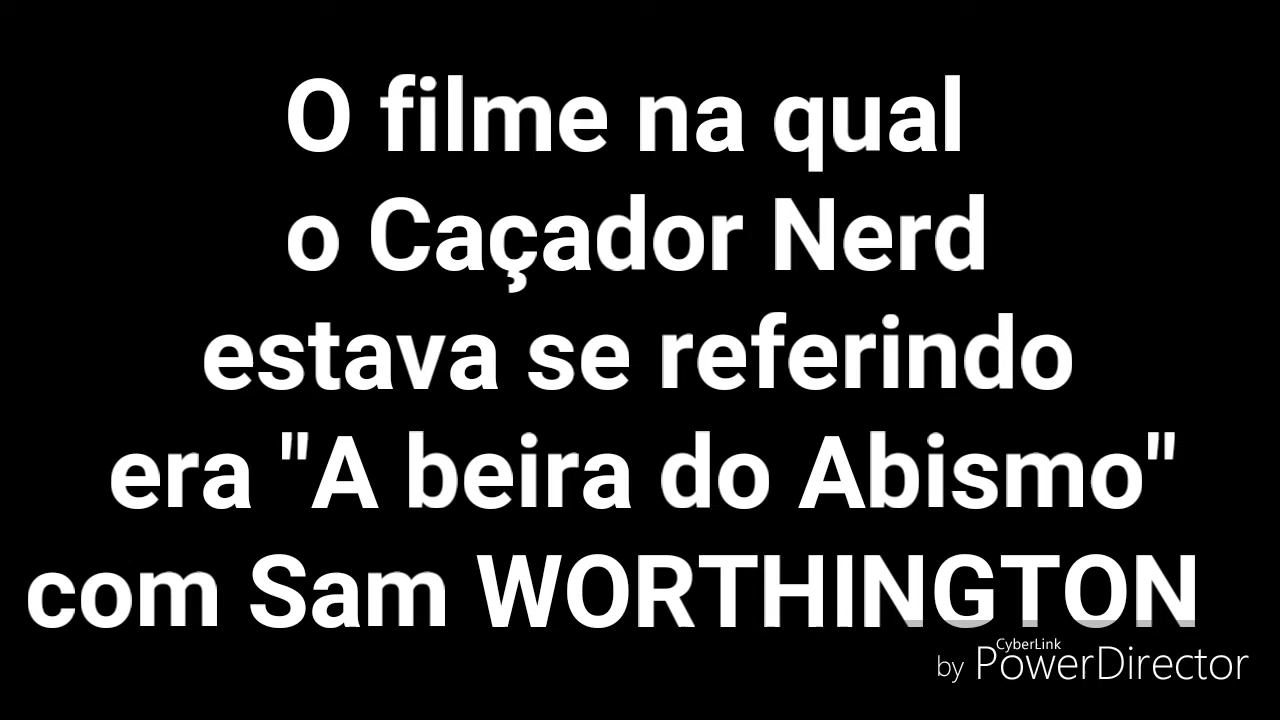 O filme na qual
o Caçador Nerd
estava se referindo
era "A beira do Abismo"
com Sam WORTHINGTON
CyberLink
by PowerDirector